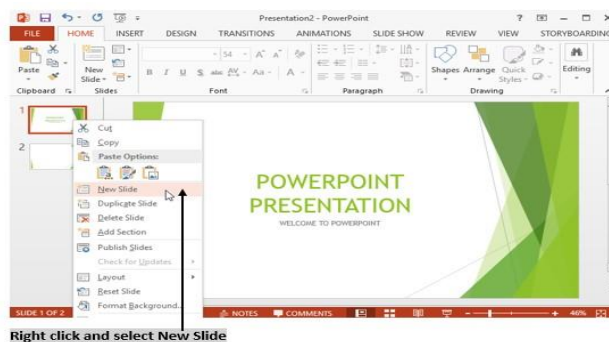 Presentation2 - PowerPoint
FILE HOME INSERT DESIGN TRANSITIONS ANIMATIONS SLIDE SHOW REVIEW VIEW STORYBOARDING
Paste New Slide 54 Shapes Arrange Quick Styles Editing
B I U S abc AV Aa A
Clipboard Slides Font Paragraph Drawing
1
2
Cut
Copy
Paste Options:
New Slide
Duplicate Slide
Delete Slide
Add Section
Publish Slides
Check for Updates
Layout
Reset Slide
Format Background...
POWERPOINT
PRESENTATION
WELCOME TO POWERPOINT
SLIDE 1 OF 2 NOTES COMMENTS 46%
Right click and select New Slide